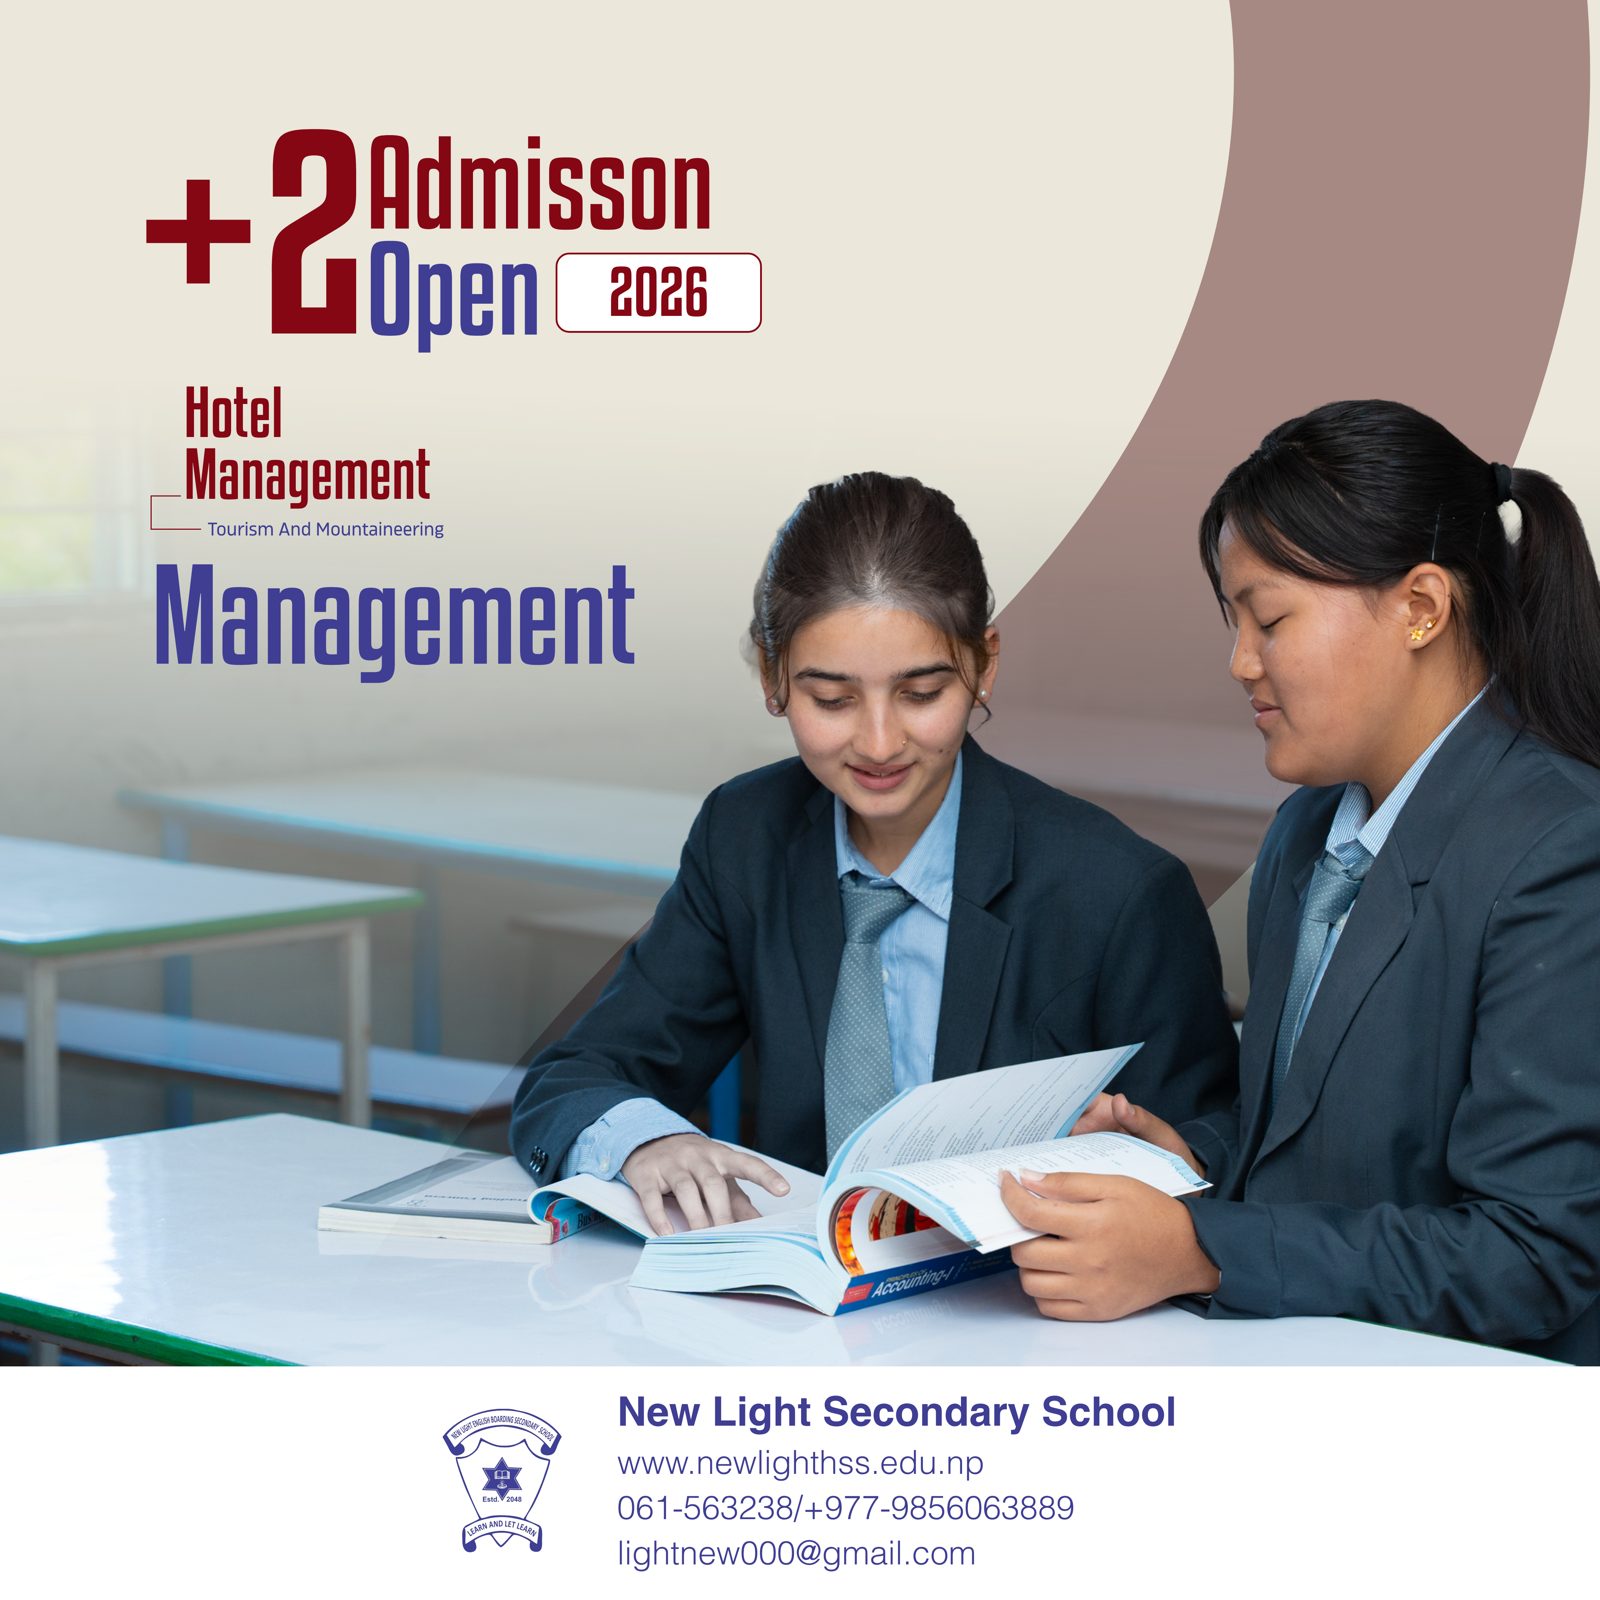 +2 Admisson
Open 2026
Hotel
Management
Tourism And Mountaineering
Management
PRINCIPLES OF
Accounting-I
NEW LIGHT ENGLISH BOARDING SECONDARY SCHOOL
Estd. 2048
LEARN AND LET LEARN
New Light Secondary School
www.newlighthss.edu.np
061-563238/+977-9856063889
lightnew000@gmail.com